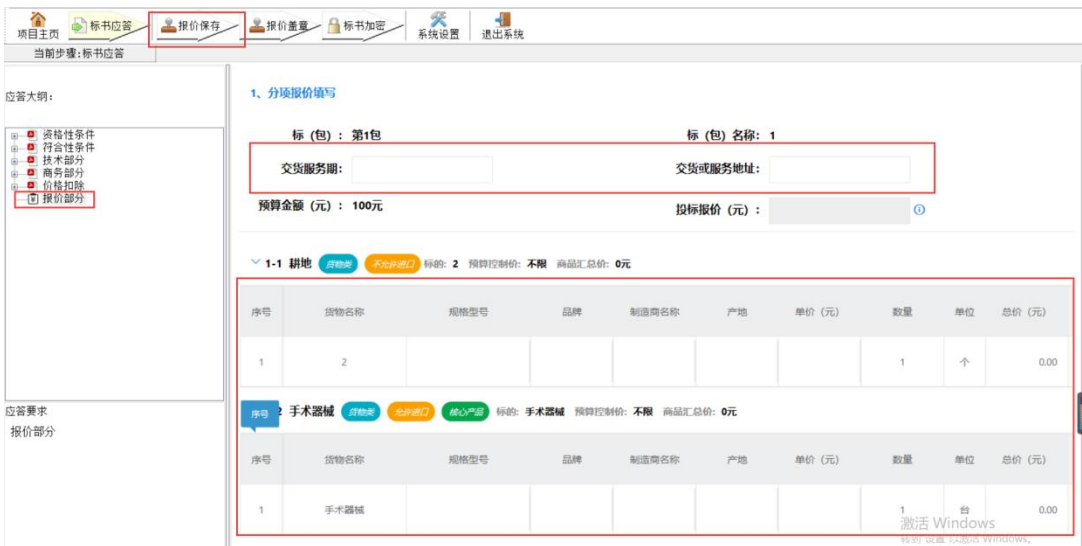 项目主页 标书应答 报价保存 报价盖章 标书加密 系统设置 退出系统
当前步骤:标书应答
应答大纲:
资格性条件
符合性条件
技术部分
商务部分
价格扣除
报价部分
应答要求
报价部分
1、分项报价填写
标（包）: 第1包 标（包）名称: 1
交货服务期: 交货或服务地址:
预算金额（元）: 100元 投标报价（元）:
1-1 耕地 货物类 不允许进口 标的: 2 预算控制价: 不限 商品汇总价: 0元
序号 货物名称 规格型号 品牌 制造商名称 产地 单价（元） 数量 单位 总价（元）
1 2 1 个 0.00
序号 2 手术器械 货物类 允许进口 核心产品 标的: 手术器械 预算控制价: 不限 商品汇总价: 0元
序号 货物名称 规格型号 品牌 制造商名称 产地 单价（元） 数量 单位 总价（元）
1 手术器械 1 台 0.00
激活 Windows
转到"设置"以激活 Windows。